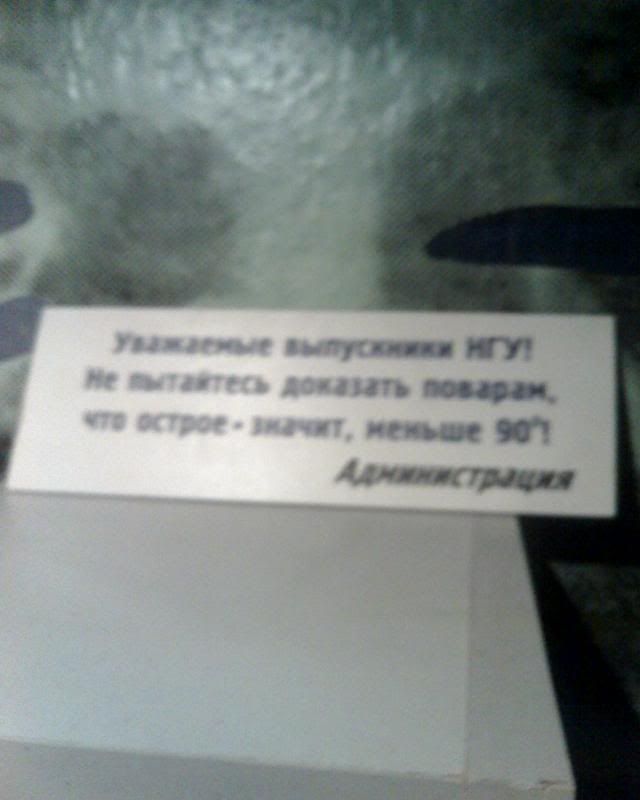 Уважаемые выпускники НГУ!
Не пытайтесь доказать поварам,
что острое - значит, меньше 90°!
Администрация